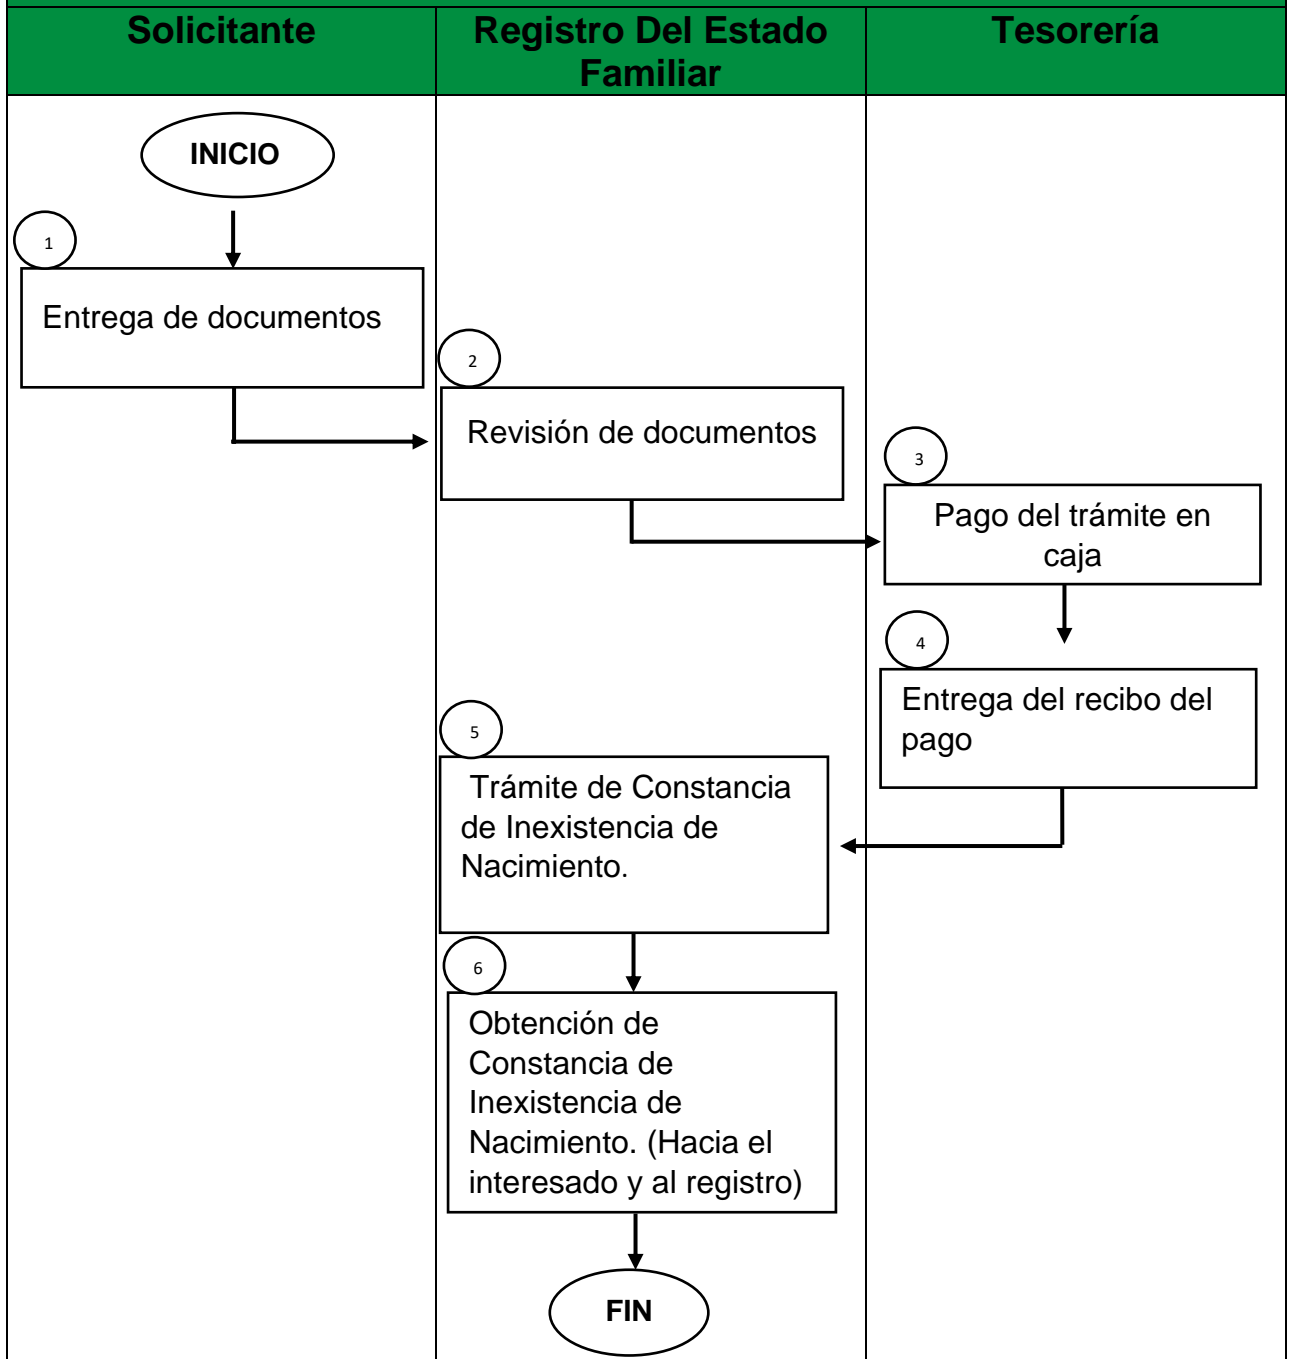 Solicitante
Registro Del Estado
Familiar
Tesorería
INICIO
1
Entrega de documentos
2
Revisión de documentos
3
Pago del trámite en
caja
4
Entrega del recibo del
pago
5
Trámite de Constancia
de Inexistencia de
Nacimiento.
6
Obtención de
Constancia de
Inexistencia de
Nacimiento. (Hacia el
interesado y al registro)
FIN